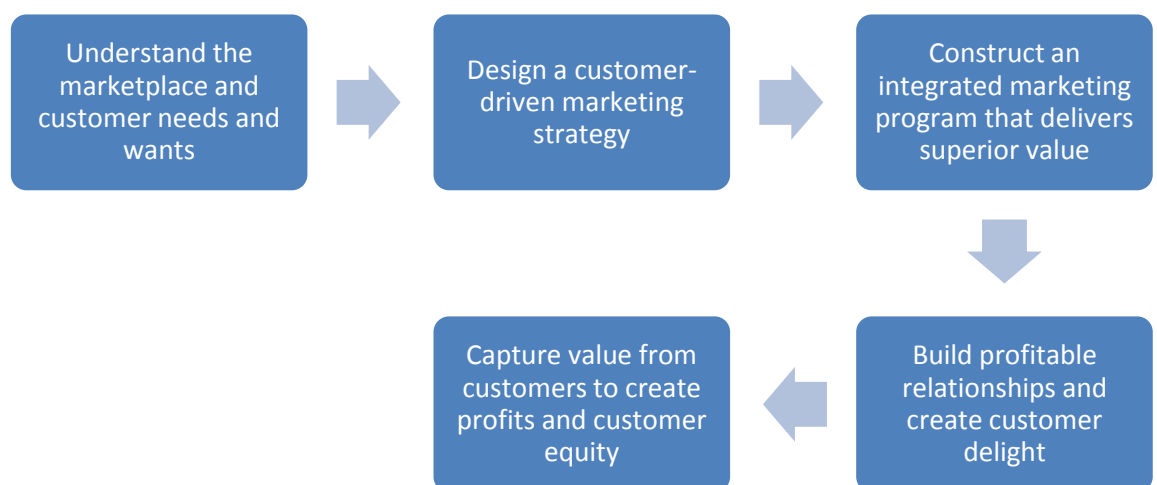 Understand the
marketplace and
customer needs and
wants
Design a customer-
driven marketing
strategy
Construct an
integrated marketing
program that delivers
superior value
Build profitable
relationships and
create customer
delight
Capture value from
customers to create
profits and customer
equity